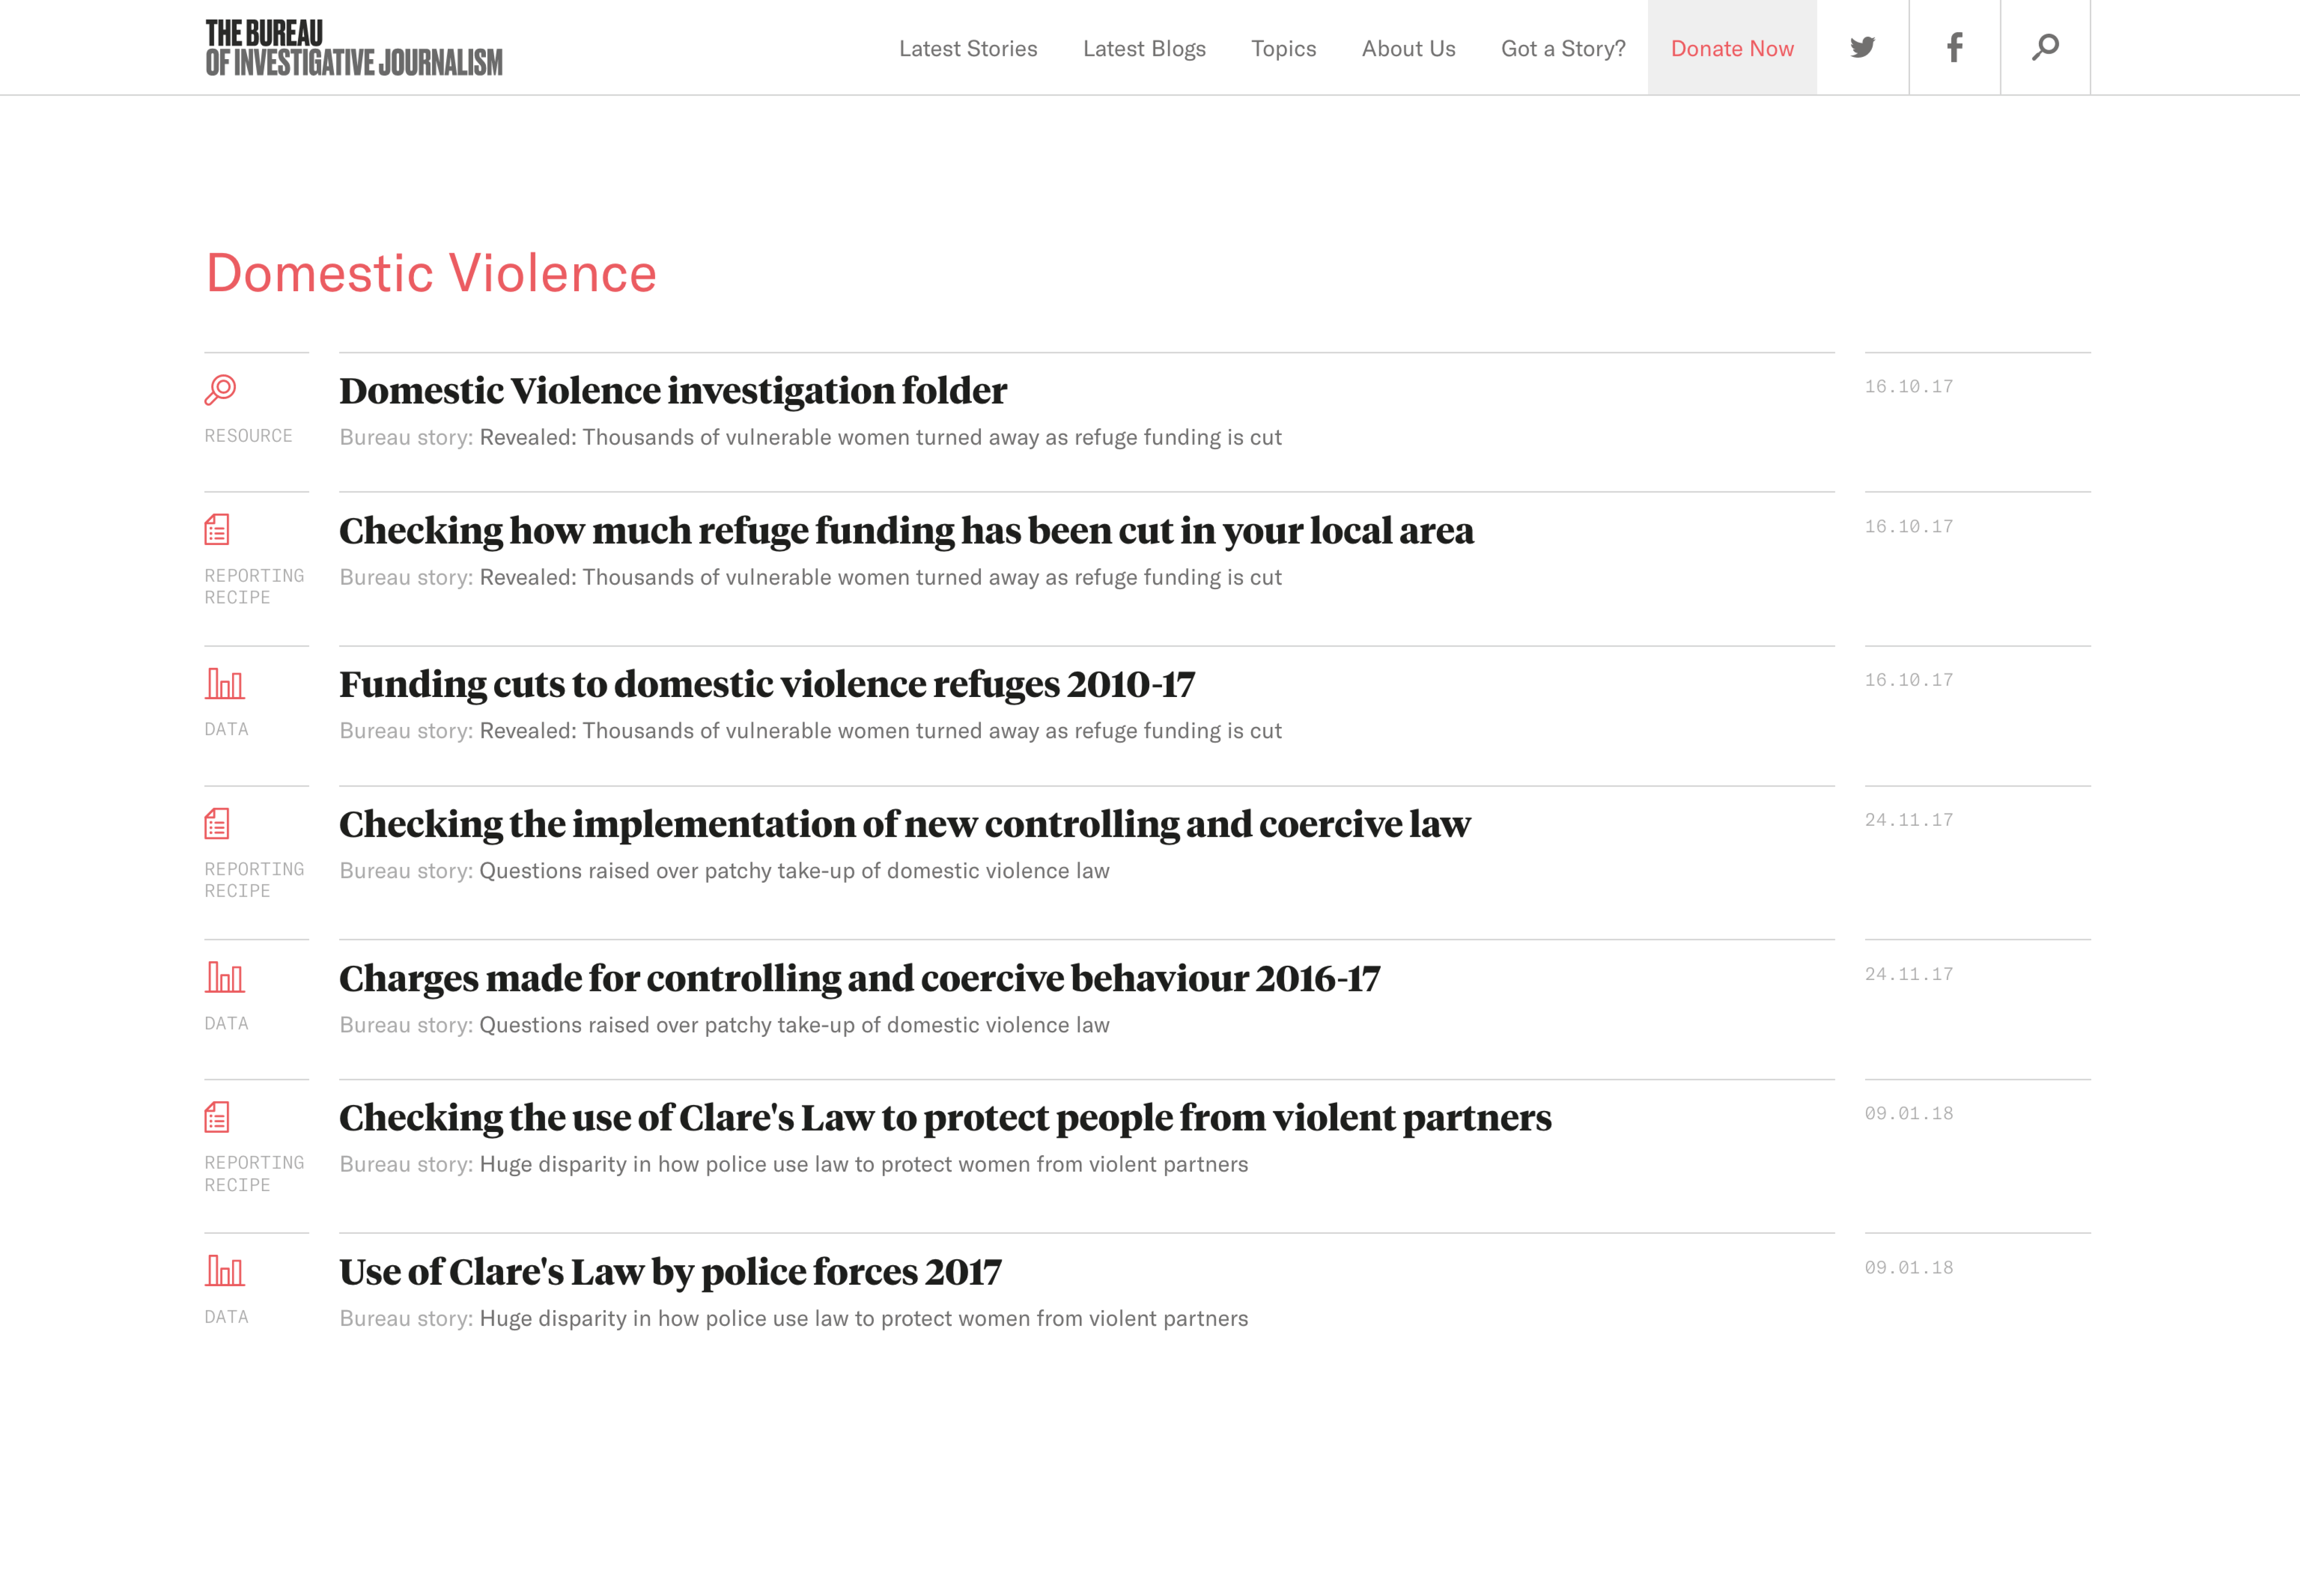 THE BUREAU
OF INVESTIGATIVE JOURNALISM
Latest Stories
Latest Blogs
Topics
About Us
Got a Story?
Donate Now
Domestic Violence
RESOURCE
Domestic Violence investigation folder
Bureau story: Revealed: Thousands of vulnerable women turned away as refuge funding is cut
16.10.17
REPORTING
RECIPE
Checking how much refuge funding has been cut in your local area
Bureau story: Revealed: Thousands of vulnerable women turned away as refuge funding is cut
16.10.17
DATA
Funding cuts to domestic violence refuges 2010-17
Bureau story: Revealed: Thousands of vulnerable women turned away as refuge funding is cut
16.10.17
REPORTING
RECIPE
Checking the implementation of new controlling and coercive law
Bureau story: Questions raised over patchy take-up of domestic violence law
24.11.17
DATA
Charges made for controlling and coercive behaviour 2016-17
Bureau story: Questions raised over patchy take-up of domestic violence law
24.11.17
REPORTING
RECIPE
Checking the use of Clare's Law to protect people from violent partners
Bureau story: Huge disparity in how police use law to protect women from violent partners
09.01.18
DATA
Use of Clare's Law by police forces 2017
Bureau story: Huge disparity in how police use law to protect women from violent partners
09.01.18